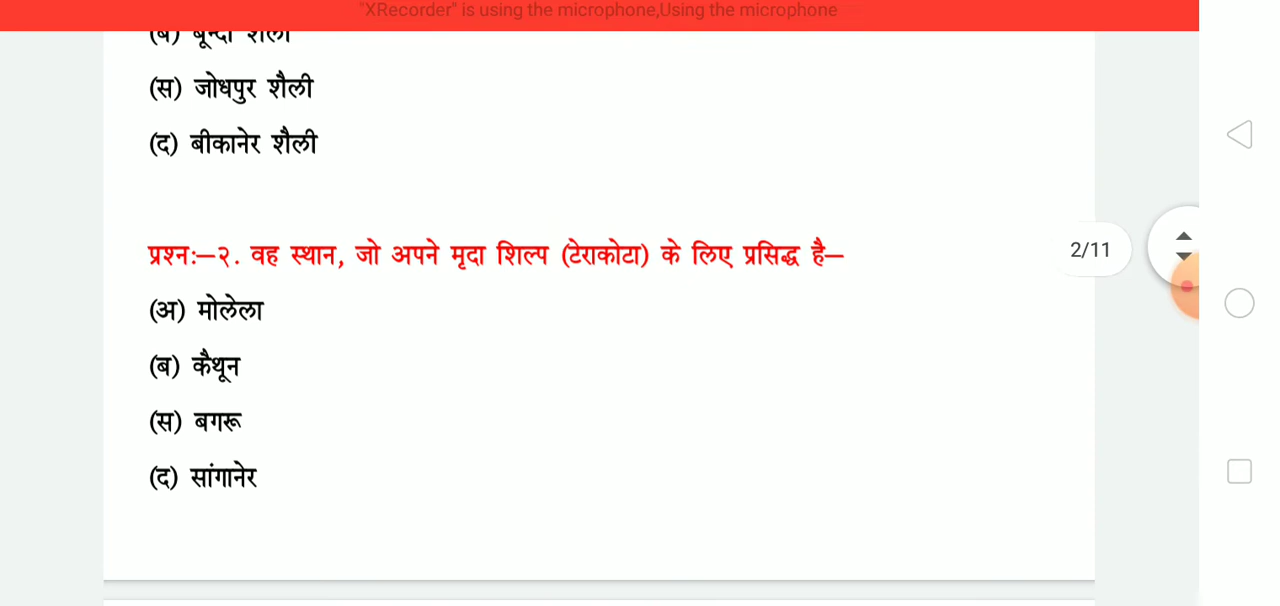 "XRecorder" is using the microphone,Using the microphone
(ब) बून्दी शैली
(स) जोधपुर शैली
(द) बीकानेर शैली
प्रश्न:–२. वह स्थान, जो अपने मृदा शिल्प (टेराकोटा) के लिए प्रसिद्ध है–
2/11
(अ) मोलेला
(ब) कैथून
(स) बगरू
(द) सांगानेर